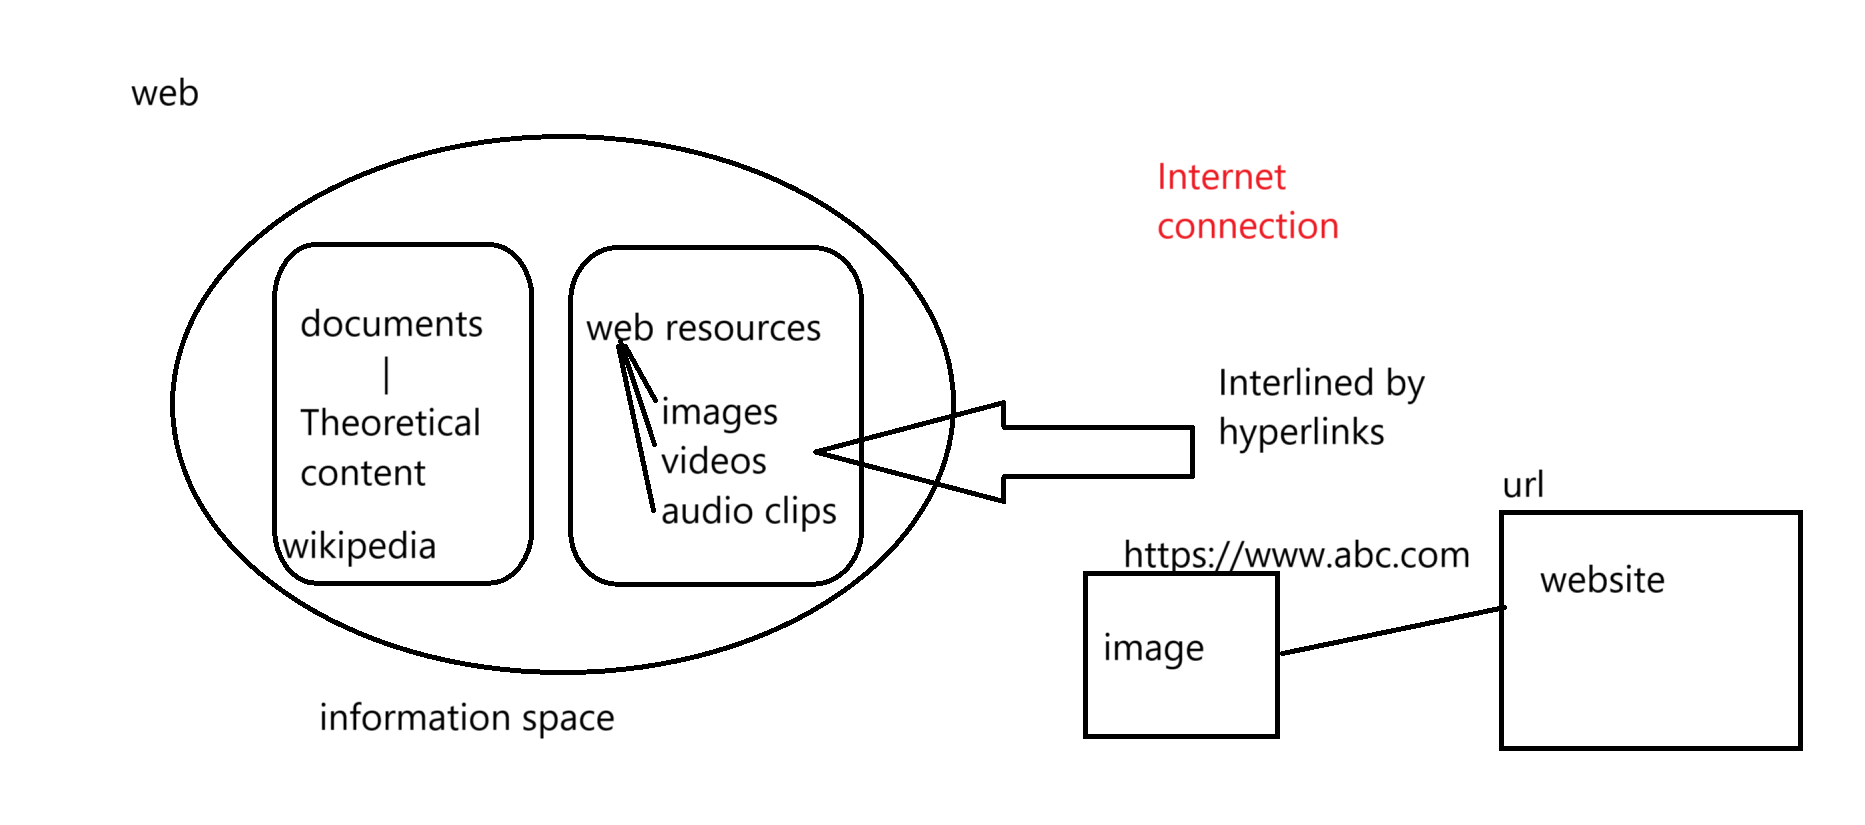 web
Internet
connection
documents
|
Theoretical
content
wikipedia
web resources
images
videos
audio clips
Interlined by
hyperlinks
url
https://www.abc.com
website
image
information space